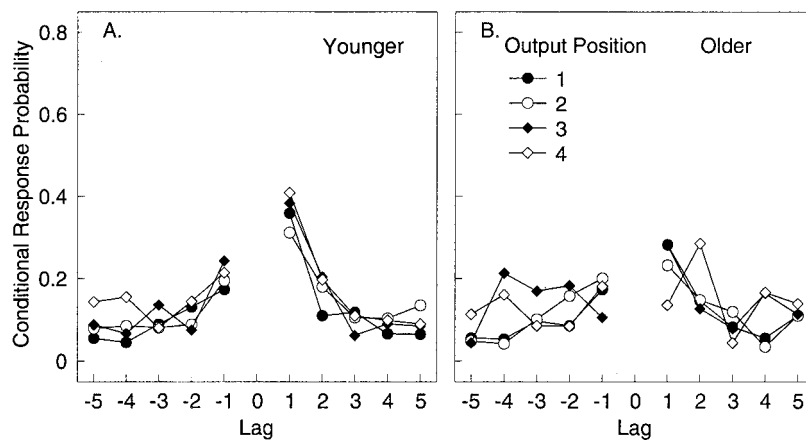 A.
Younger
B. Output Position Older
1
2
3
4
Conditional Response Probability
0.8
0.6
0.4
0.2
0
-5 -4 -3 -2 -1 0 1 2 3 4 5
-5 -4 -3 -2 -1 0 1 2 3 4 5
Lag
Lag